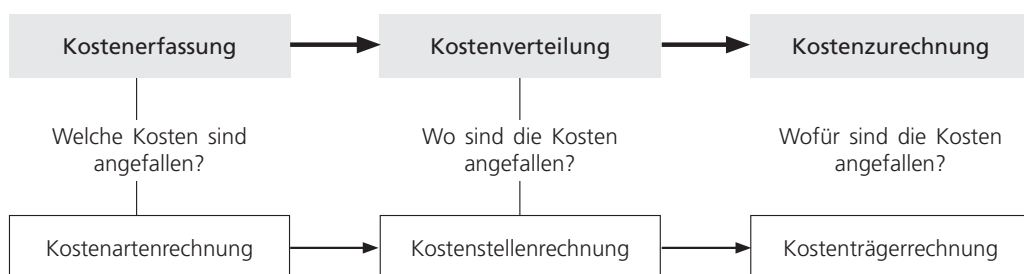 Kostenerfassung
Kostenverteilung
Kostenzurechnung
Welche Kosten sind
angefallen?
Wo sind die Kosten
angefallen?
Wofür sind die Kosten
angefallen?
Kostenartenrechnung
Kostenstellenrechnung
Kostenträgerrechnung